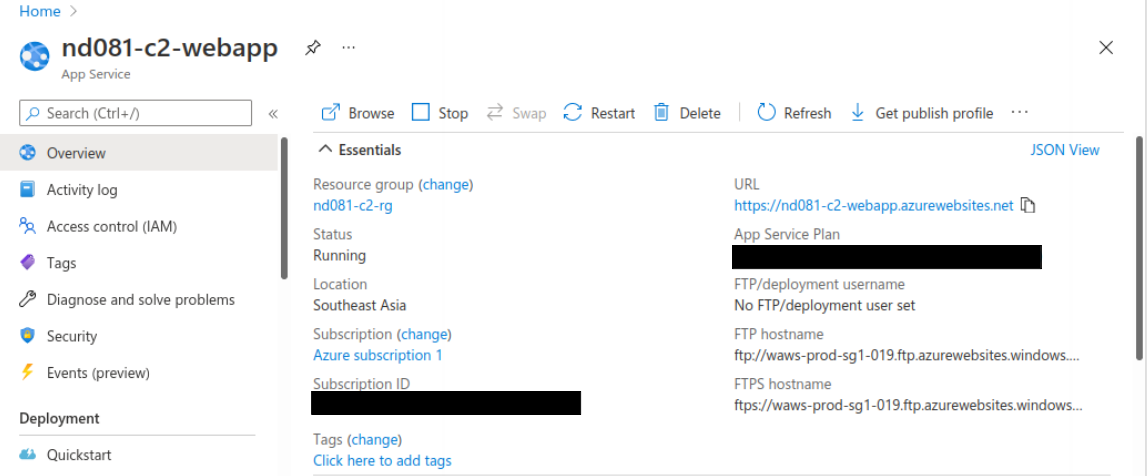 Home >
nd081-c2-webapp ...
App Service
Search (Ctrl+/) «
Overview
Activity log
Access control (IAM)
Tags
Diagnose and solve problems
Security
Events (preview)
Deployment
Quickstart
Browse Stop Swap Restart Delete Refresh Get publish profile ...
Essentials JSON View
Resource group (change)
nd081-c2-rg
Status
Running
Location
Southeast Asia
Subscription (change)
Azure subscription 1
Subscription ID
Tags (change)
Click here to add tags
URL
https://nd081-c2-webapp.azurewebsites.net
App Service Plan
FTP/deployment username
No FTP/deployment user set
FTP hostname
ftp://waws-prod-sg1-019.ftp.azurewebsites.windows....
FTPS hostname
ftps://waws-prod-sg1-019.ftp.azurewebsites.windows...